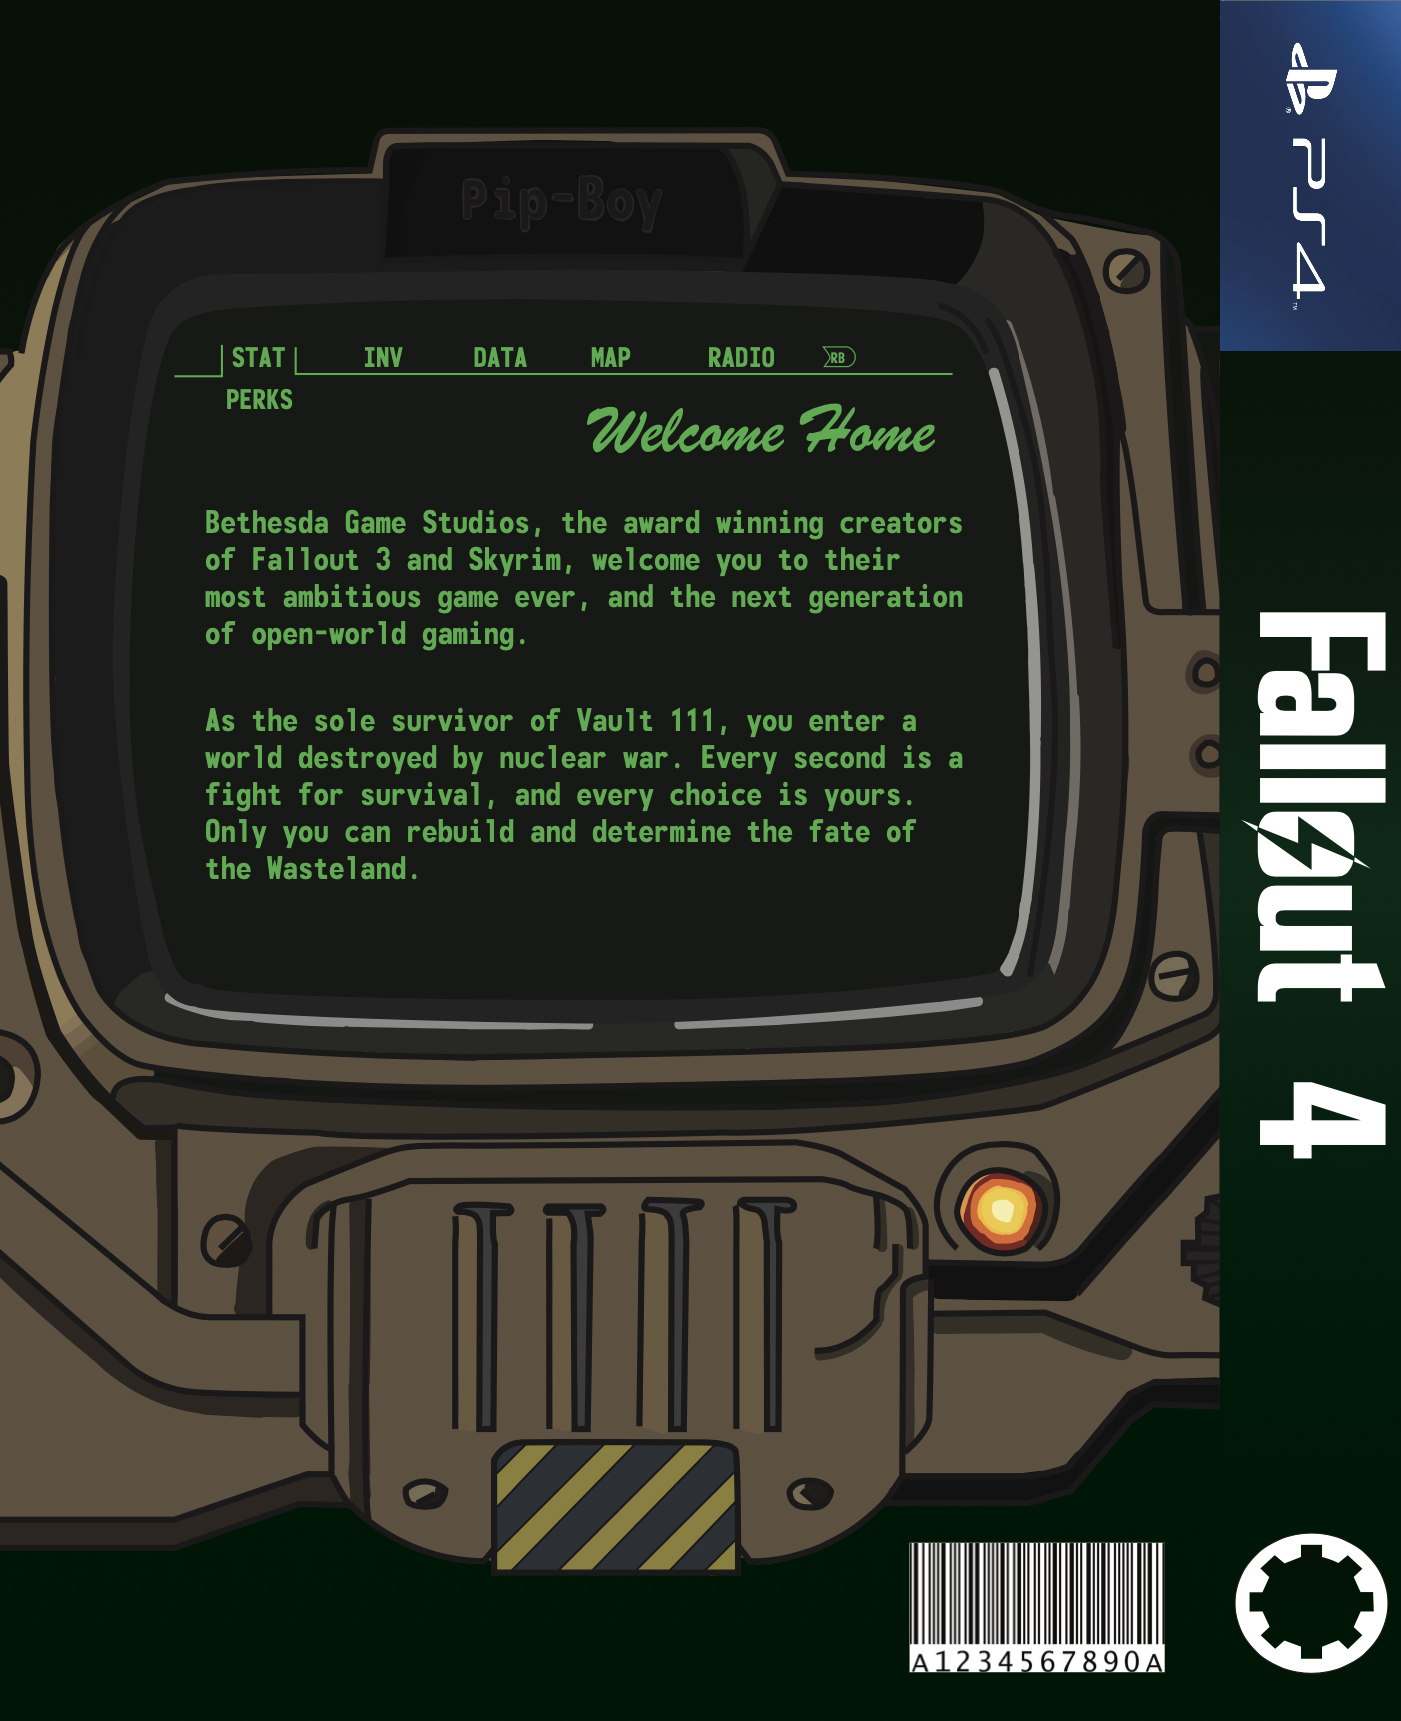 Pip-Boy
STAT INV DATA MAP RADIO RB
PERKS
Welcome Home
Bethesda Game Studios, the award winning creators
of Fallout 3 and Skyrim, welcome you to their
most ambitious game ever, and the next generation
of open-world gaming.
As the sole survivor of Vault 111, you enter a
world destroyed by nuclear war. Every second is a
fight for survival, and every choice is yours.
Only you can rebuild and determine the fate of
the Wasteland.
A1234567890A
PS4™
Fallout 4